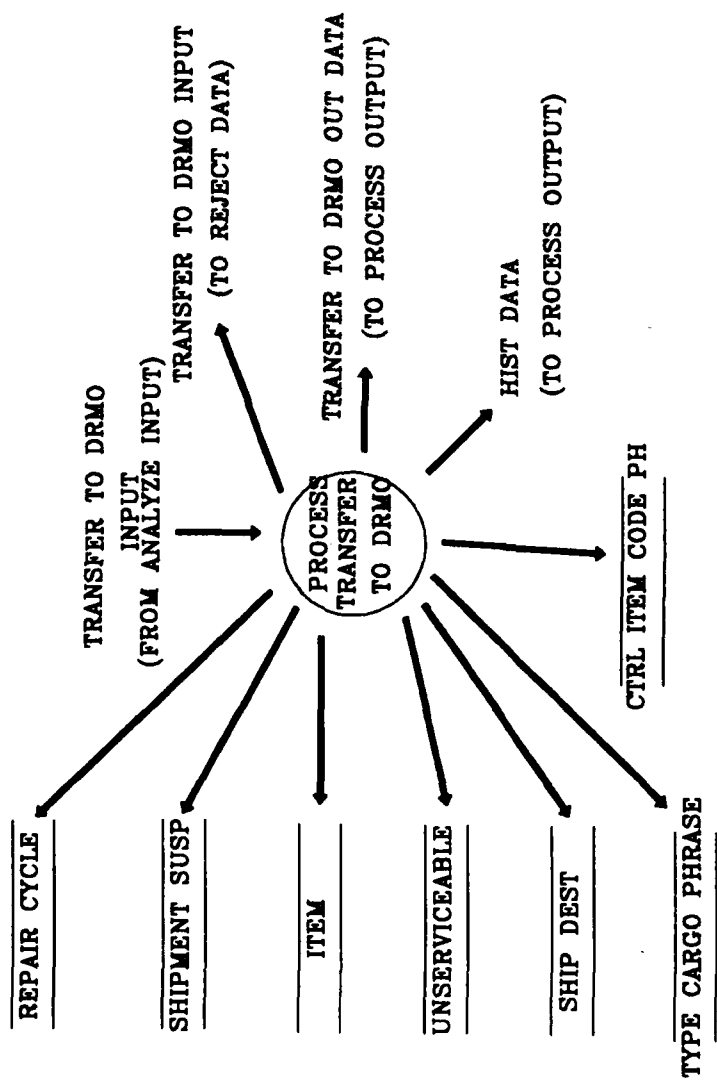 TRANSFER TO DRMO
INPUT
(FROM ANALYZE INPUT)
TRANSFER TO DRMO INPUT
(TO REJECT DATA)
REPAIR CYCLE
SHIPMENT SUSP
TRANSFER TO DRMO OUT DATA
(TO PROCESS OUTPUT)
PROCESS
TRANSFER
TO DRMO
ITEM
UNSERVICEABLE
HIST DATA
(TO PROCESS OUTPUT)
SHIP DEST
CTRL ITEM CODE PH
TYPE CARGO PHRASE